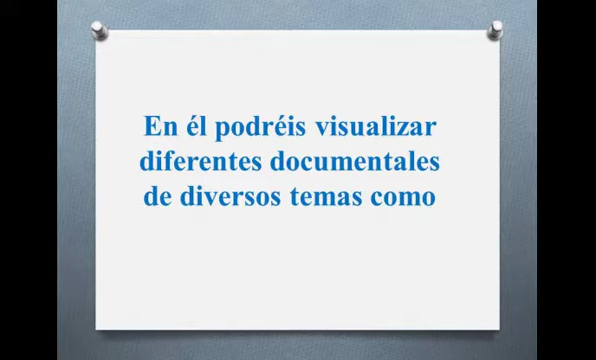 En él podréis visualizar
diferentes documentales
de diversos temas como